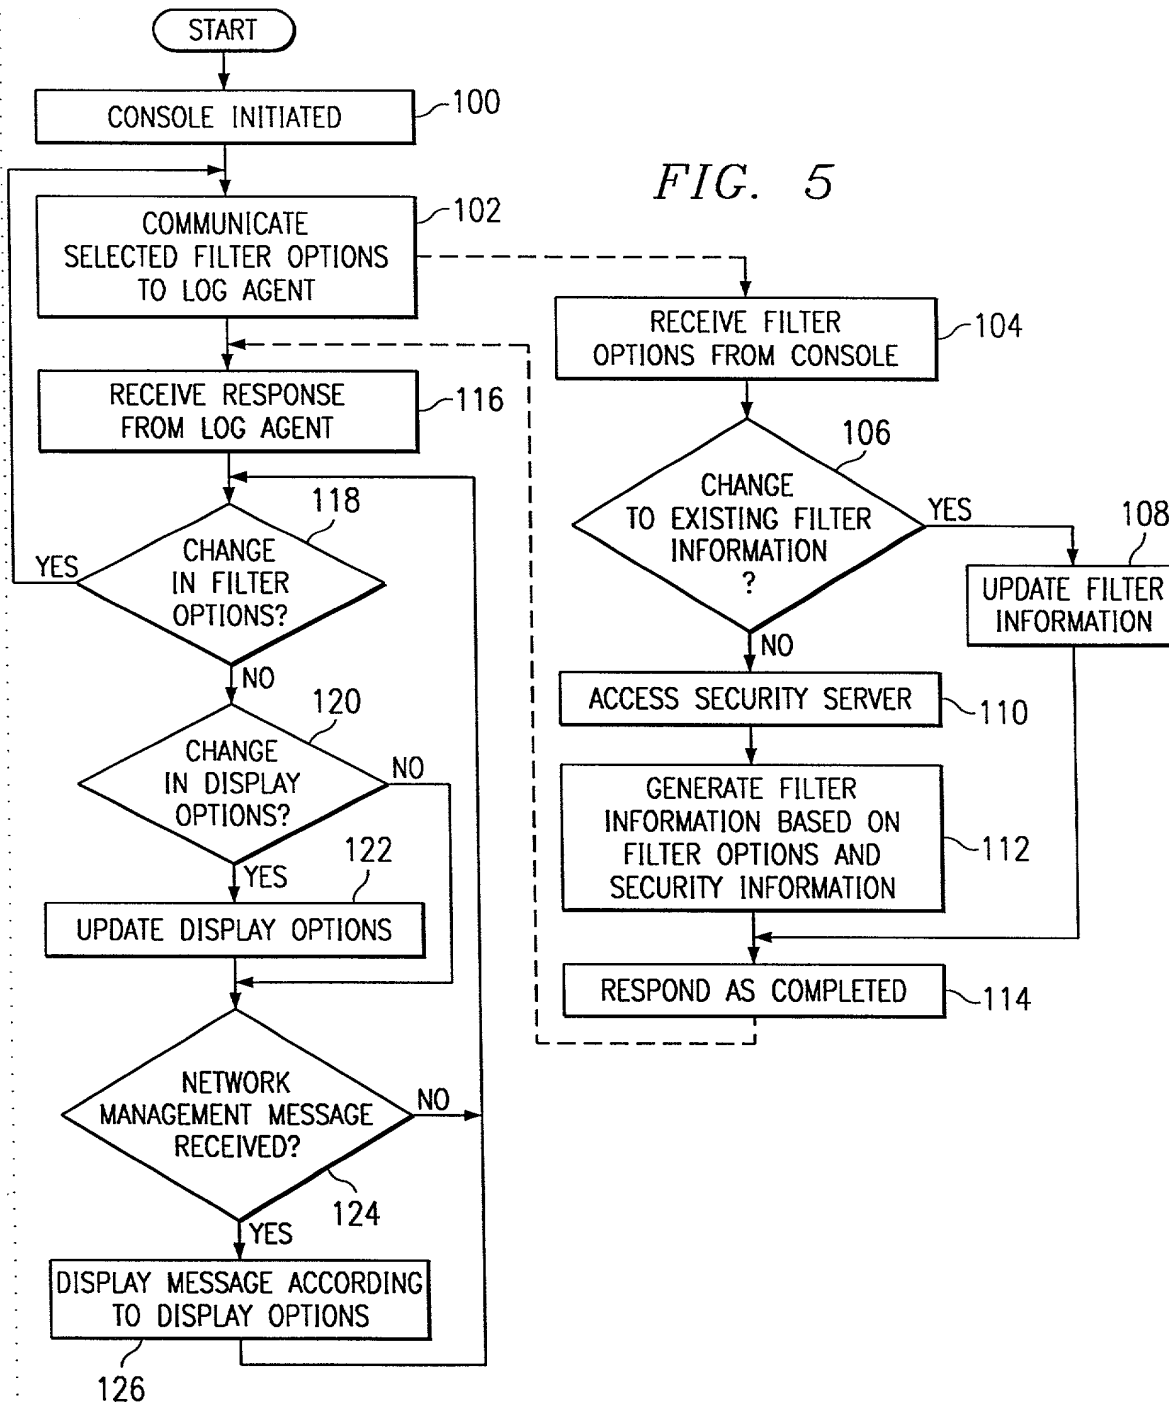 START
CONSOLE INITIATED
100
FIG. 5
COMMUNICATE
SELECTED FILTER OPTIONS
TO LOG AGENT
102
RECEIVE FILTER
OPTIONS FROM CONSOLE
104
RECEIVE RESPONSE
FROM LOG AGENT
116
106
CHANGE
TO EXISTING FILTER
INFORMATION
?
YES
NO
108
UPDATE FILTER
INFORMATION
118
CHANGE
IN FILTER
OPTIONS?
YES
NO
ACCESS SECURITY SERVER
110
120
CHANGE
IN DISPLAY
OPTIONS?
NO
YES
GENERATE FILTER
INFORMATION BASED ON
FILTER OPTIONS AND
SECURITY INFORMATION
112
122
UPDATE DISPLAY OPTIONS
RESPOND AS COMPLETED
114
NETWORK
MANAGEMENT MESSAGE
RECEIVED?
NO
124
YES
DISPLAY MESSAGE ACCORDING
TO DISPLAY OPTIONS
126